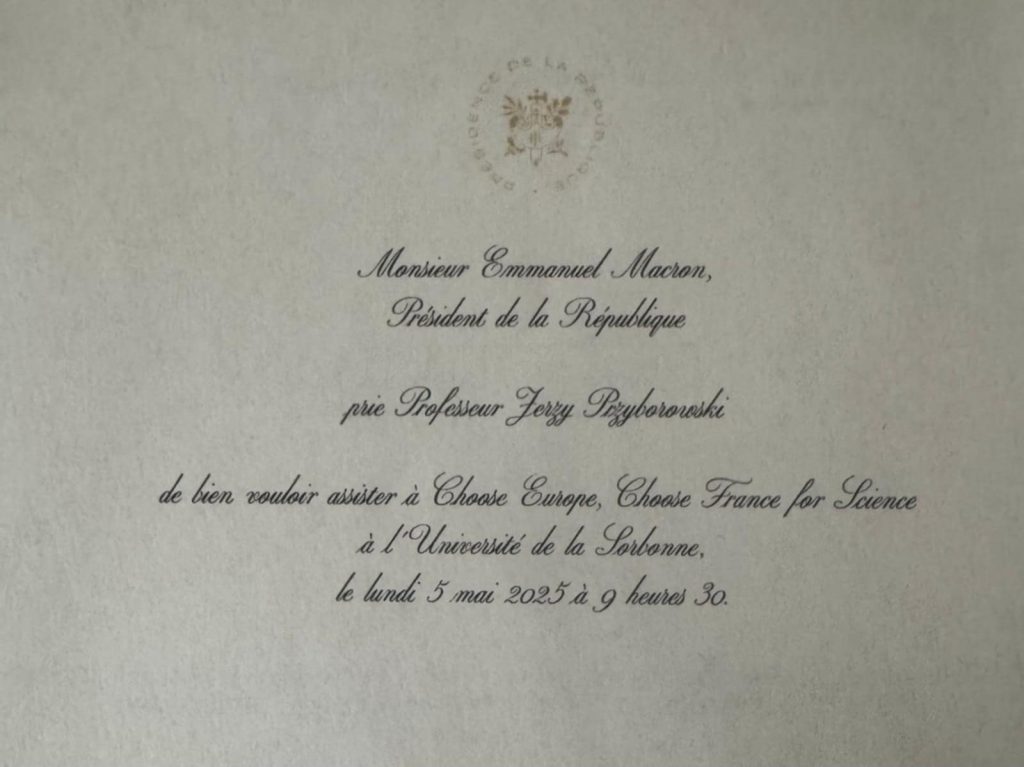 PRÉSIDENCE DE LA RÉPUBLIQUE
Monsieur Emmanuel Macron,
Président de la République
prie Professeur Jerzy Przyborowski
de bien vouloir assister à Choose Europe, Choose France for Science
à l'Université de la Sorbonne,
le lundi 5 mai 2025 à 9 heures 30.